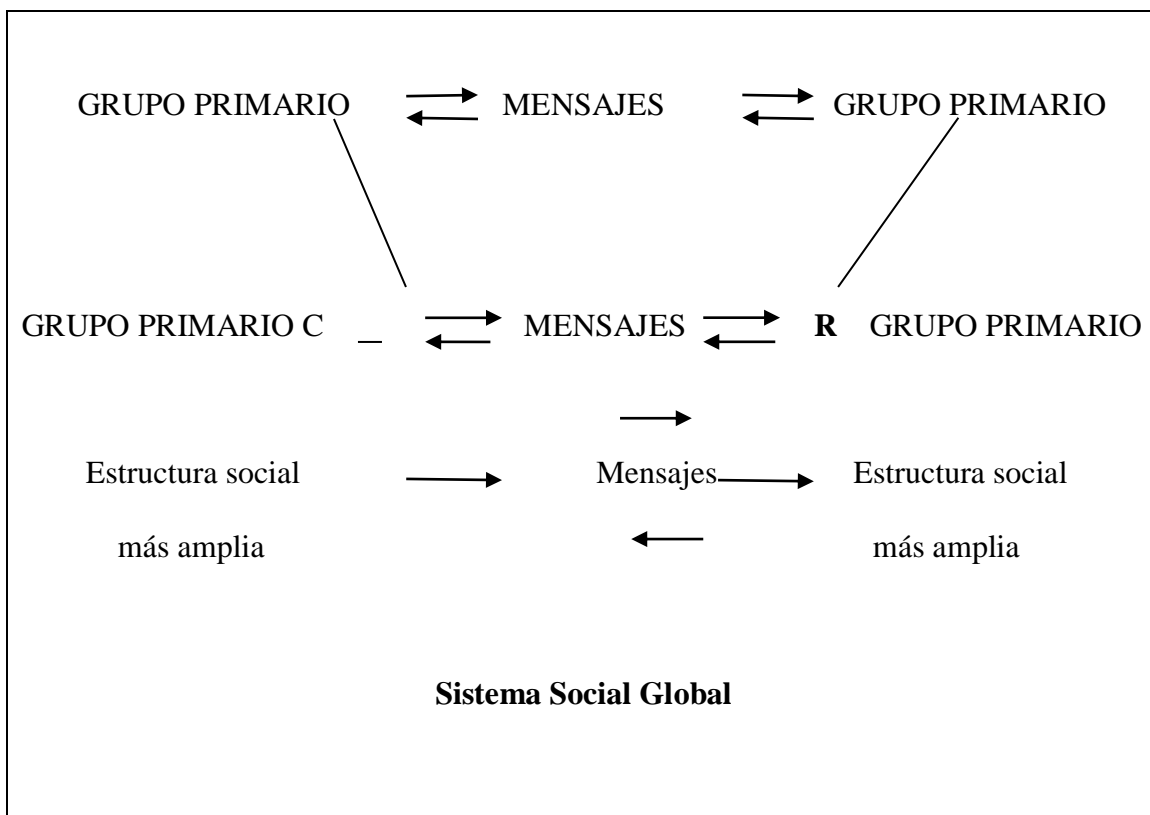 GRUPO PRIMARIO MENSAJES GRUPO PRIMARIO
GRUPO PRIMARIO C _ MENSAJES R GRUPO PRIMARIO
Estructura social Mensajes Estructura social
más amplia más amplia
Sistema Social Global